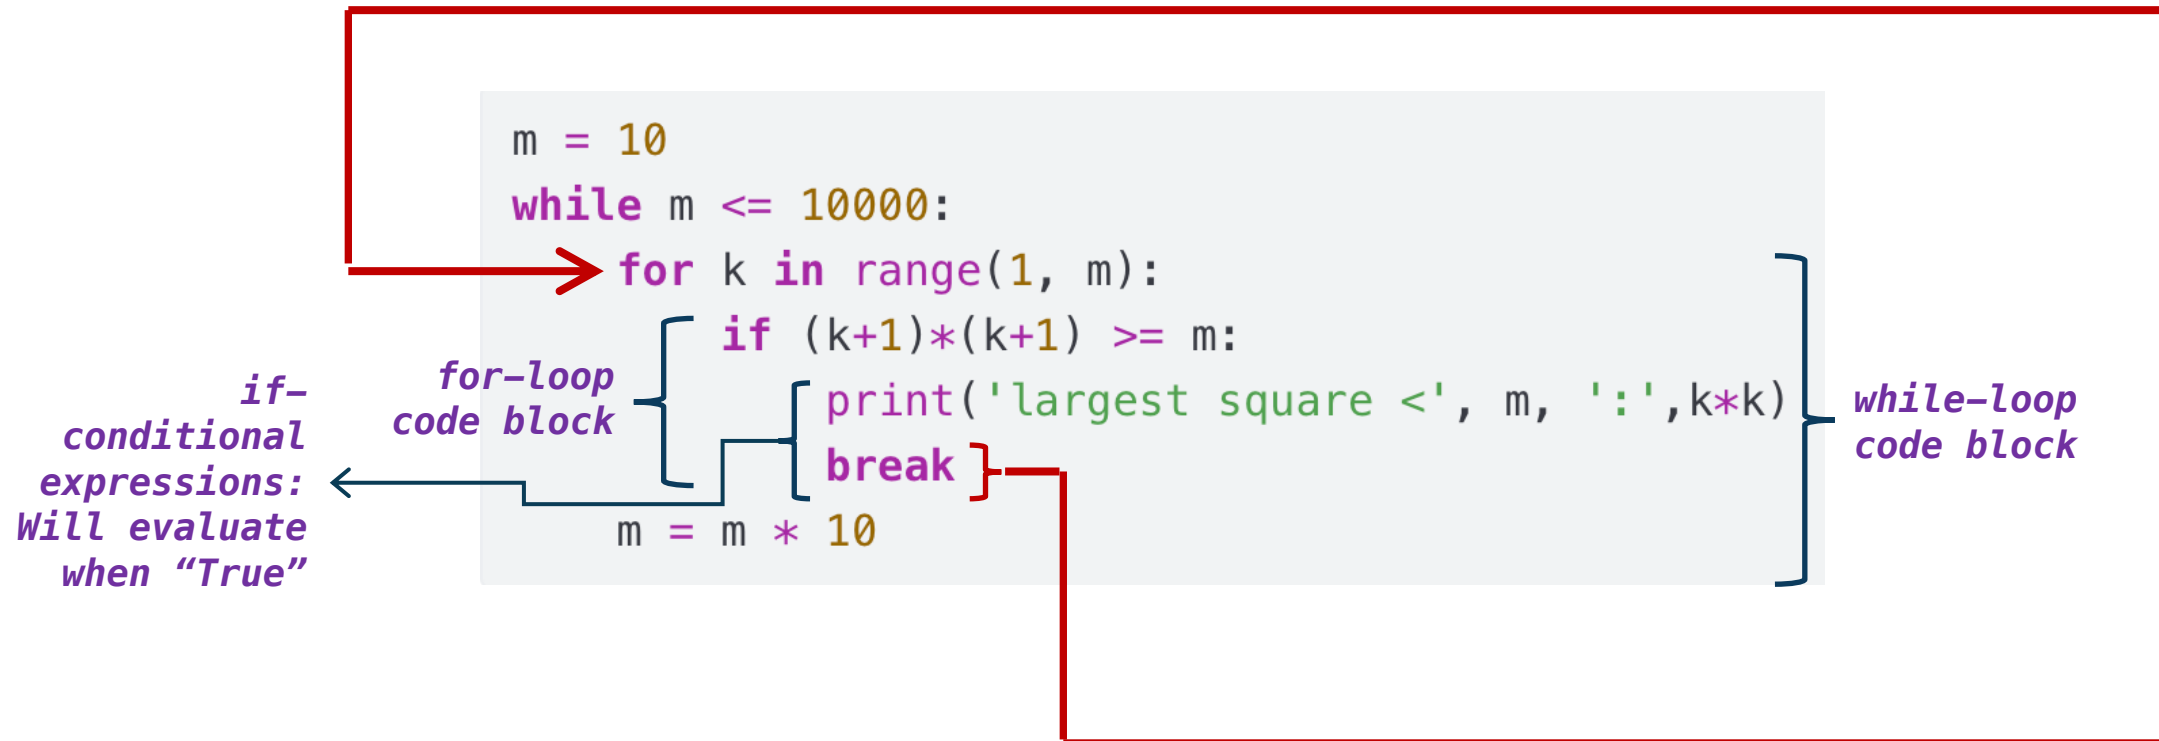 m = 10
while m <= 10000:
for k in range(1, m):
if (k+1)*(k+1) >= m:
print('largest square <', m, ':',k*k)
break
m = m * 10
for–loop
code block
if–
conditional
expressions:
Will evaluate
when “True”
while–loop
code block